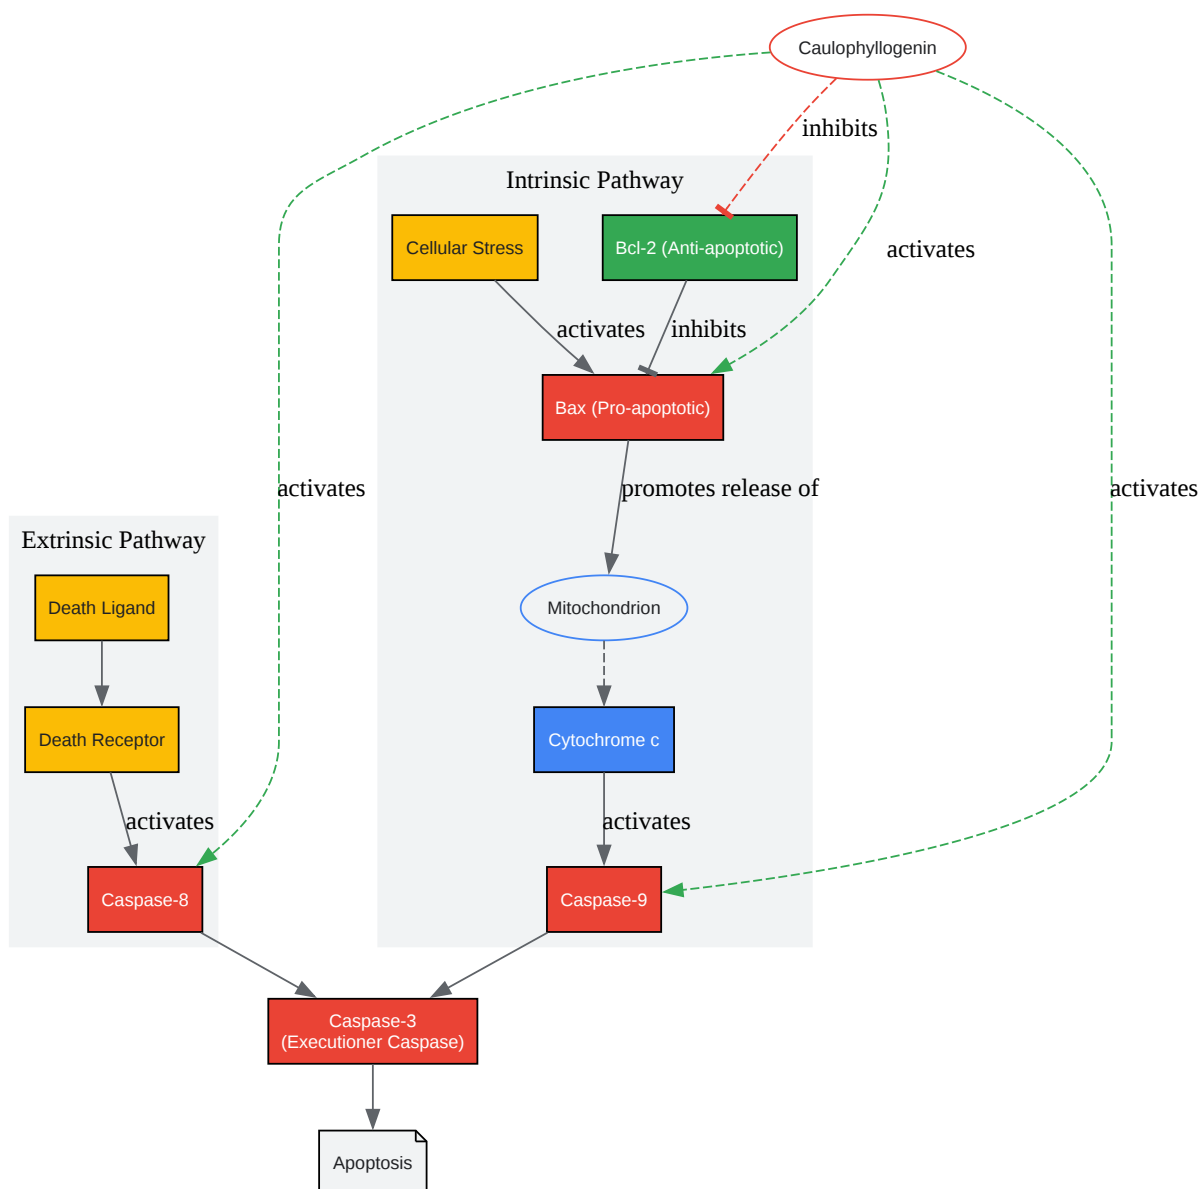 Caulophyllogenin
inhibits
Intrinsic Pathway
Cellular Stress
Bcl-2 (Anti-apoptotic)
activates
activates
inhibits
Bax (Pro-apoptotic)
activates
promotes release of
activates
Extrinsic Pathway
Death Ligand
Mitochondrion
Death Receptor
Cytochrome c
activates
activates
Caspase-8
Caspase-9
Caspase-3
(Executioner Caspase)
Apoptosis